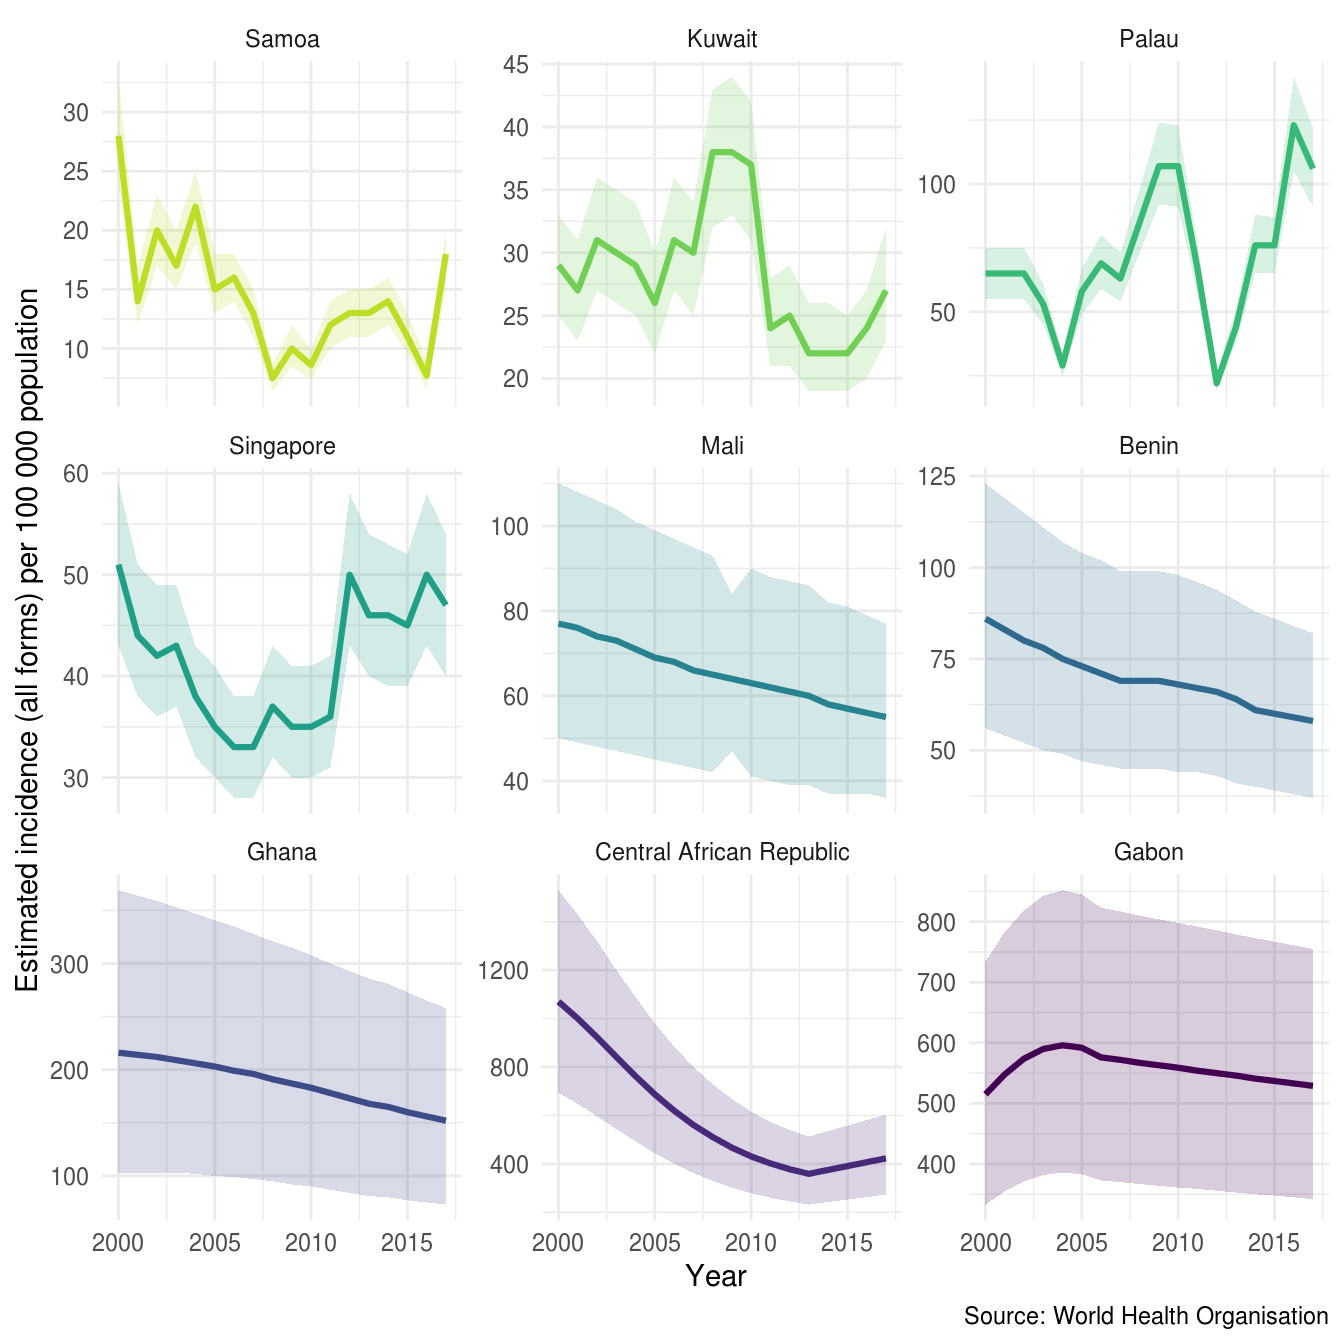 Samoa
Kuwait
Palau
30
25
20
15
10
45
40
35
30
25
20
100
50
Singapore
Mali
Benin
60
50
40
30
100
80
60
40
125
100
75
50
Ghana
Central African Republic
Gabon
300
200
100
1200
800
400
800
700
600
500
400
2000 2005 2010 2015
2000 2005 2010 2015
2000 2005 2010 2015
Estimated incidence (all forms) per 100 000 population
Year
Source: World Health Organisation